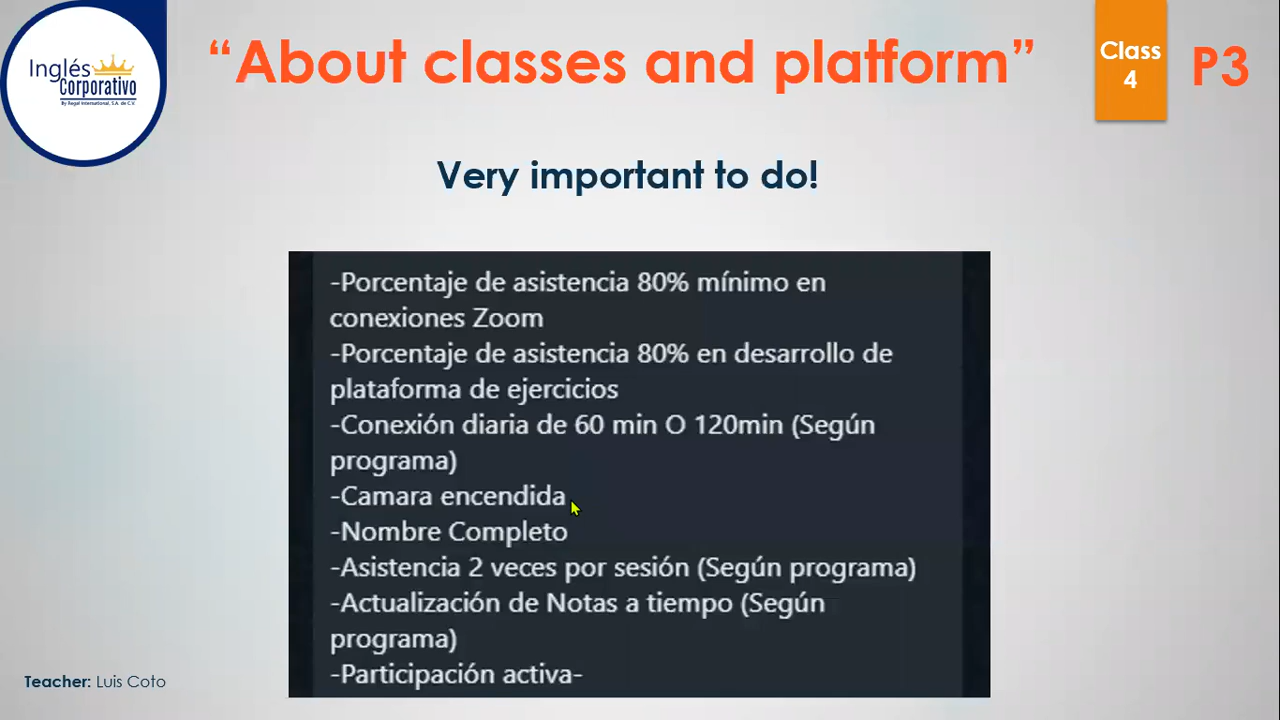 Inglés
Corporativo
By Regal International, S.A. de C.V.
“About classes and platform”
Class
4
P3
Very important to do!
-Porcentaje de asistencia 80% mínimo en
conexiones Zoom
-Porcentaje de asistencia 80% en desarrollo de
plataforma de ejercicios
-Conexión diaria de 60 min O 120min (Según
programa)
-Camara encendida
-Nombre Completo
-Asistencia 2 veces por sesión (Según programa)
-Actualización de Notas a tiempo (Según
programa)
-Participación activa-
Teacher: Luis Coto